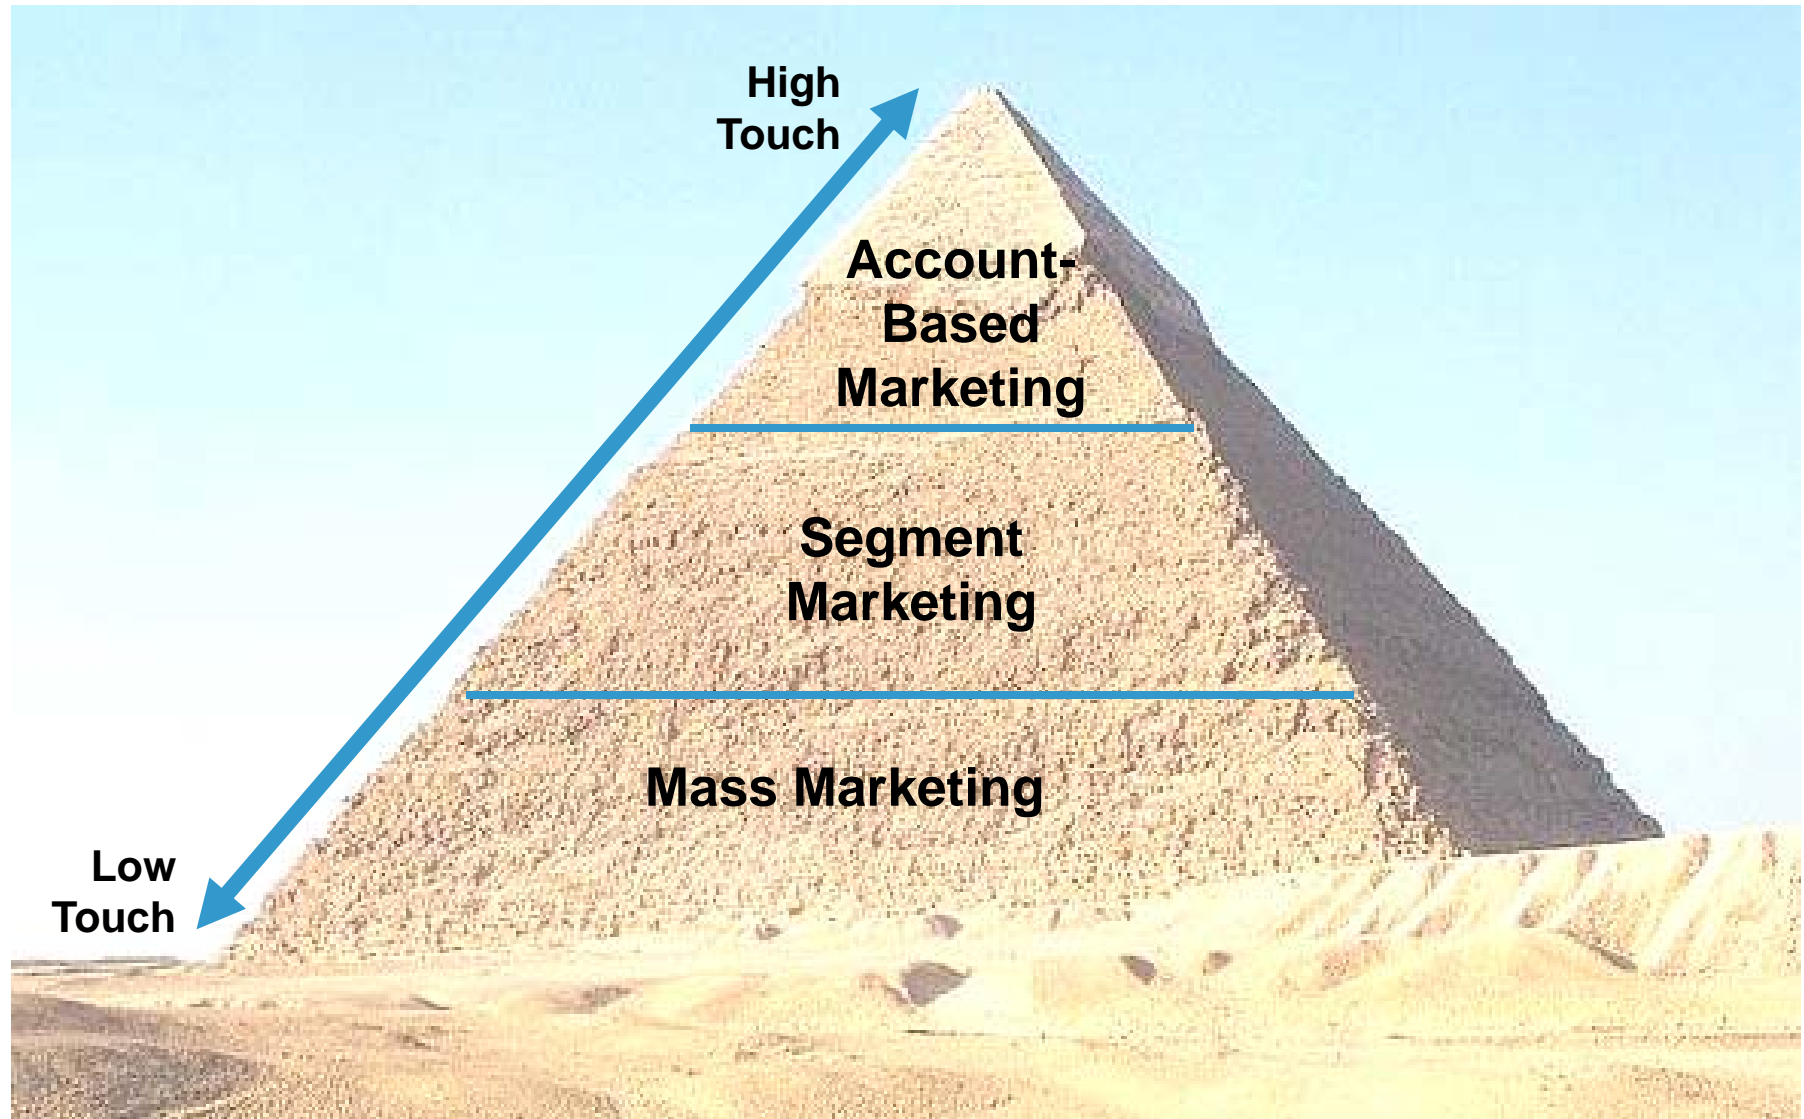 High
Touch
Account-
Based
Marketing
Segment
Marketing
Mass Marketing
Low
Touch